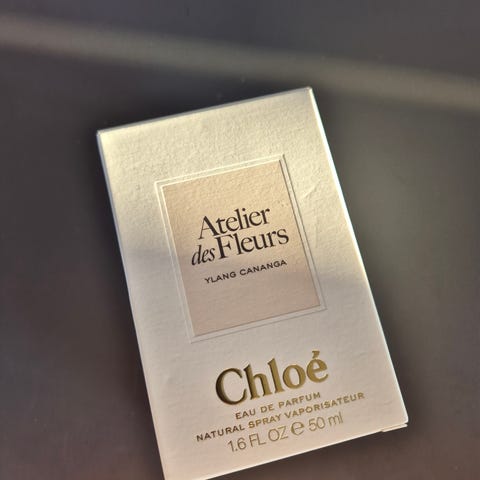 Atelier
des Fleurs
YLANG CANANGA
Chloé
EAU DE PARFUM
NATURAL SPRAY VAPORISATEUR
1.6 FL OZ ℮ 50 ml